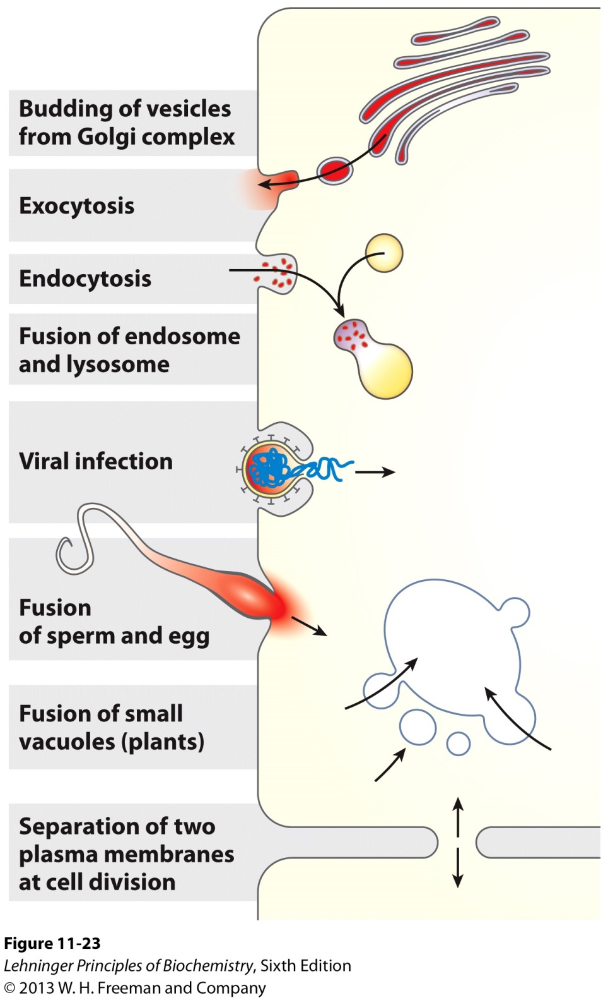 Budding of vesicles
from Golgi complex
Exocytosis
Endocytosis
Fusion of endosome
and lysosome
Viral infection
Fusion
of sperm and egg
Fusion of small
vacuoles (plants)
Separation of two
plasma membranes
at cell division
Figure 11-23
Lehninger Principles of Biochemistry, Sixth Edition
© 2013 W. H. Freeman and Company